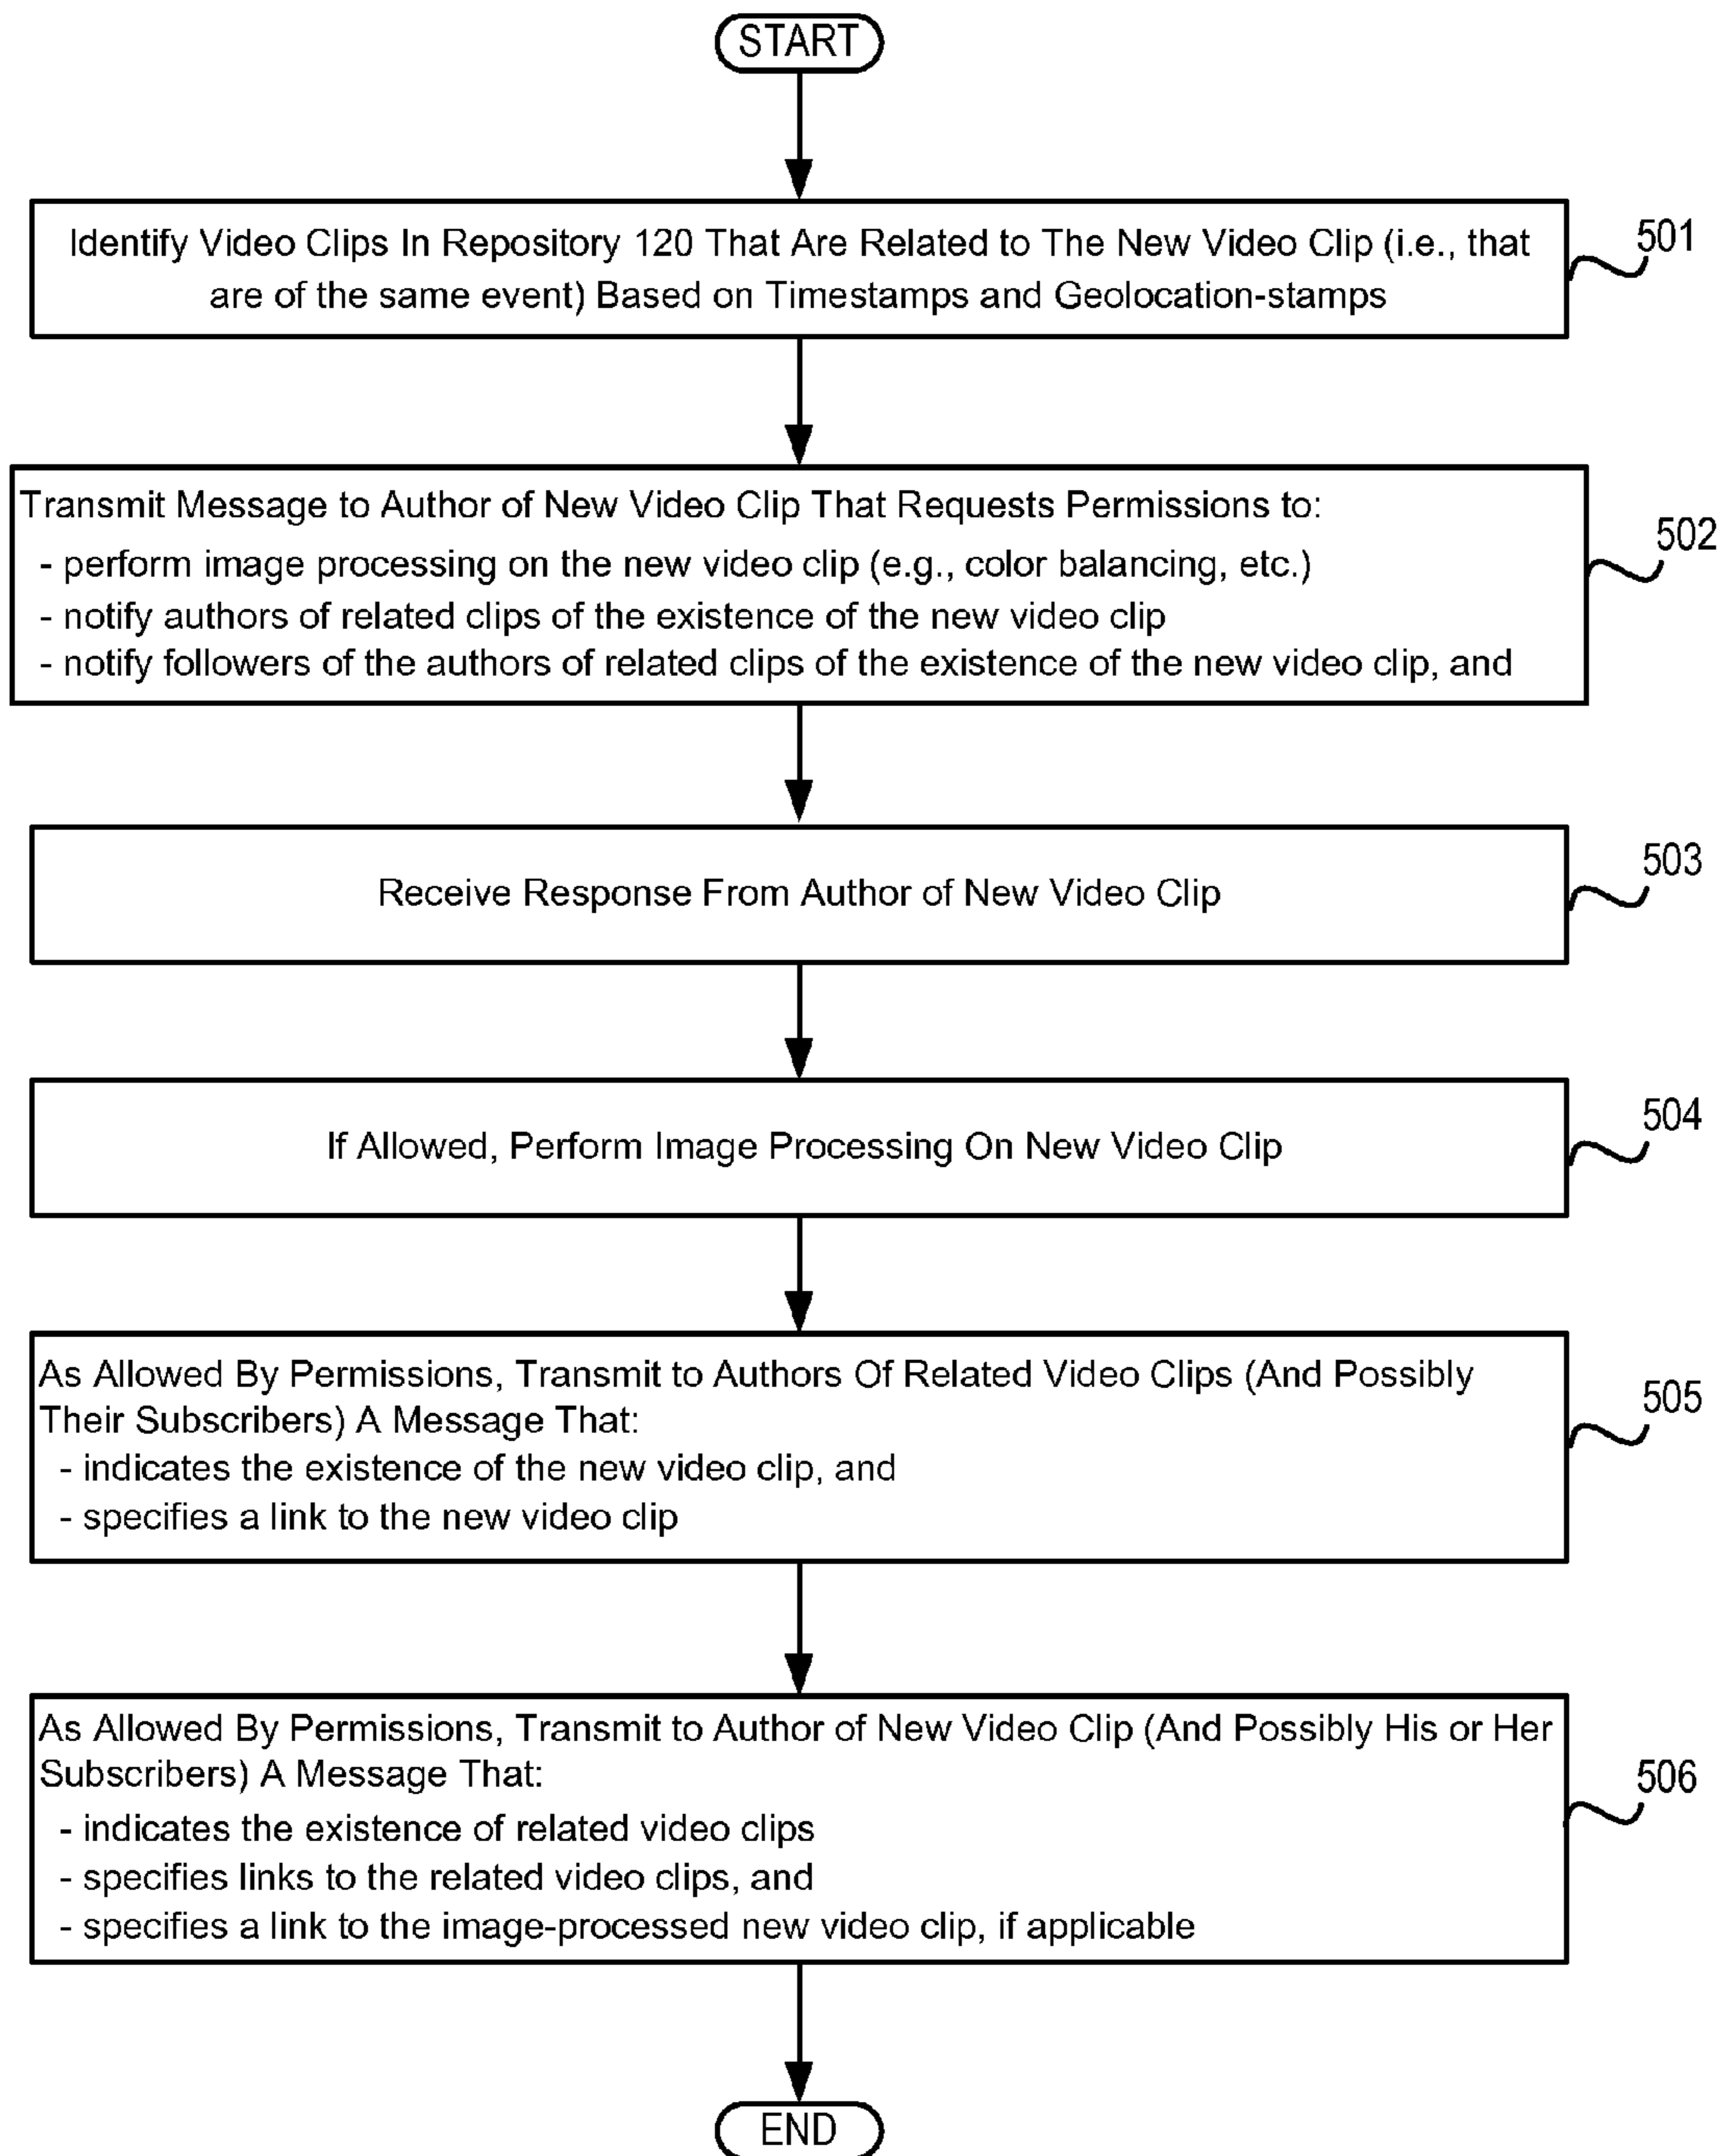 START
Identify Video Clips In Repository 120 That Are Related to The New Video Clip (i.e., that
are of the same event) Based on Timestamps and Geolocation-stamps
501
Transmit Message to Author of New Video Clip That Requests Permissions to:
- perform image processing on the new video clip (e.g., color balancing, etc.)
- notify authors of related clips of the existence of the new video clip
- notify followers of the authors of related clips of the existence of the new video clip, and
502
Receive Response From Author of New Video Clip
503
If Allowed, Perform Image Processing On New Video Clip
504
As Allowed By Permissions, Transmit to Authors Of Related Video Clips (And Possibly
Their Subscribers) A Message That:
- indicates the existence of the new video clip, and
- specifies a link to the new video clip
505
As Allowed By Permissions, Transmit to Author of New Video Clip (And Possibly His or Her
Subscribers) A Message That:
- indicates the existence of related video clips
- specifies links to the related video clips, and
- specifies a link to the image-processed new video clip, if applicable
506
END